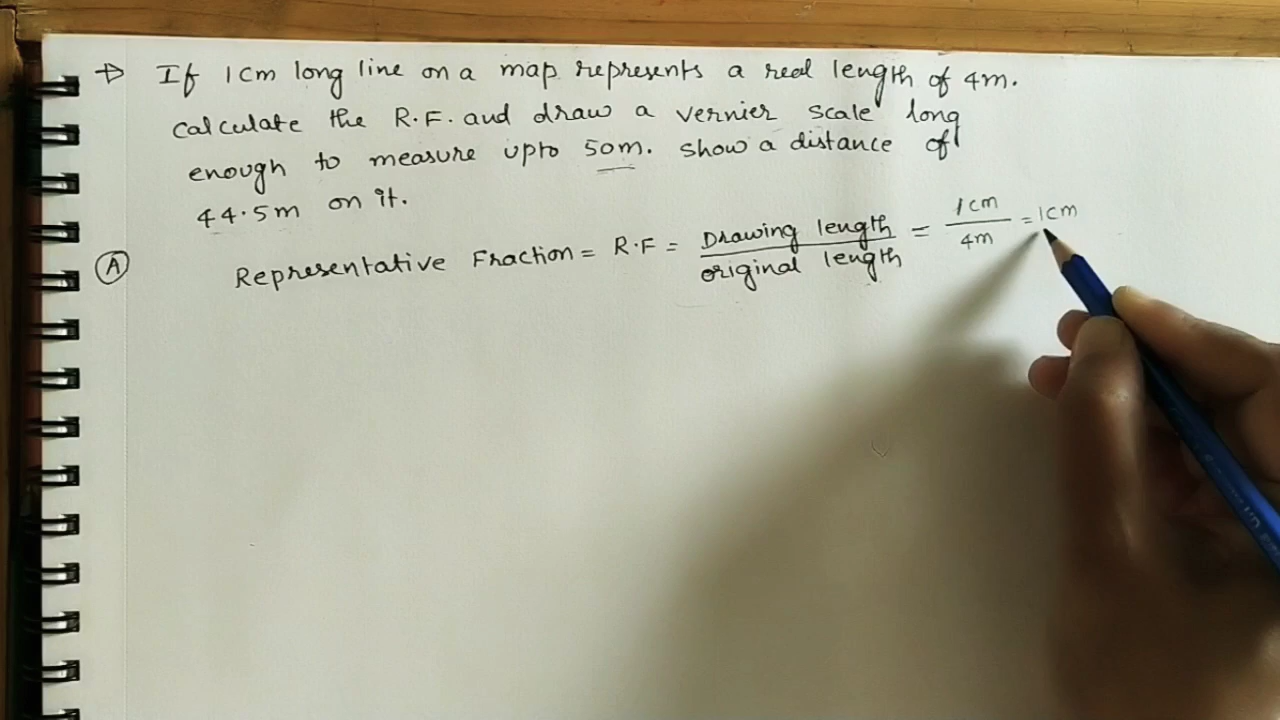 → If 1cm long line on a map represents a real length of 4m.
calculate the R.F. and draw a vernier scale long
enough to measure upto 50m. show a distance of
44.5m on it.
(A) Representative Fraction = R.F = Drawing length / original length = 1cm / 4m = 1cm